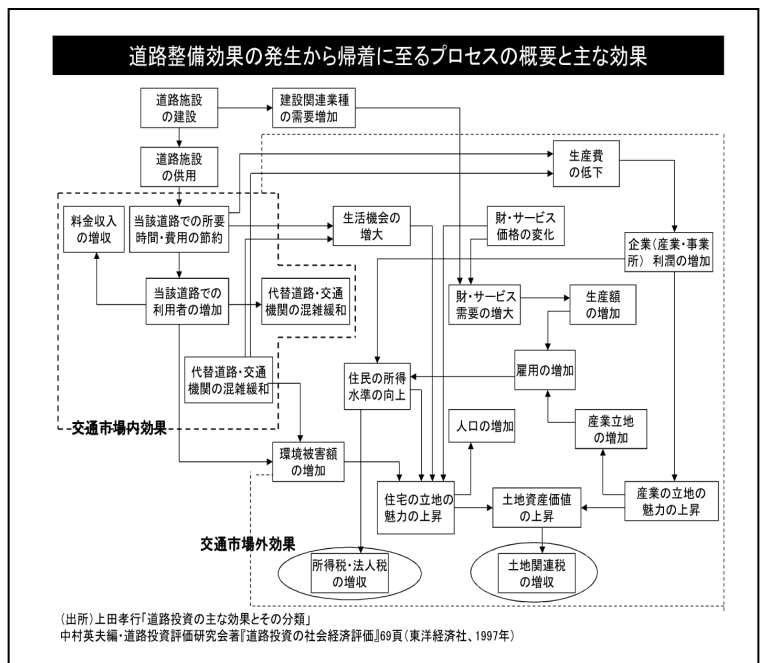 道路整備効果の発生から帰着に至るプロセスの概要と主な効果
道路施設
の建設
建設関連業種
の需要増加
道路施設
の供用
生産費
の低下
料金収入
の増収
当該道路での所要
時間・費用の節約
生活機会の
増大
財・サービス
価格の変化
企業(産業・事業
所) 利潤の増加
当該道路での
利用者の増加
代替道路・交通
機関の混雑緩和
財・サービス
需要の増大
生産額
の増加
代替道路・交通
機関の混雑緩和
住民の所得
水準の向上
雇用の増加
交通市場内効果
人口の増加
産業立地
の増加
環境被害額
の増加
住宅の立地の
魅力の上昇
土地資産価値
の上昇
産業の立地の
魅力の上昇
交通市場外効果
所得税・法人税
の増収
土地関連税
の増収
(出所)上田孝行「道路投資の主な効果とその分類」
中村英夫編・道路投資評価研究会著『道路投資の社会経済評価』69頁(東洋経済社、1997年)